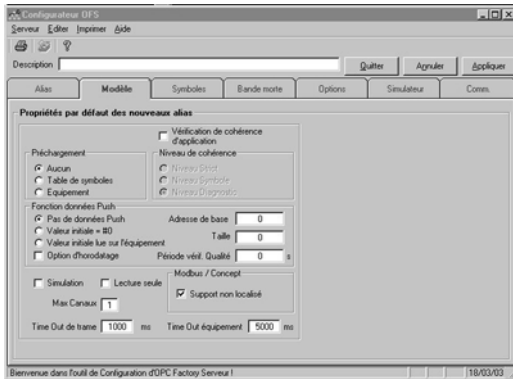 Configurateur OFS
Serveur Editer Imprimer Aide
Description Quitter Annuler Appliquer
Alias Modèle Symboles Bande morte Options Simulateur Comm.
Propriétés par défaut des nouveaux alias
Vérification de cohérence
d'application
Préchargement
Aucun
Table de symboles
Equipement
Niveau de cohérence
Niveau Strict
Niveau Symbole
Niveau Diagnostic
Fonction données Push
Pas de données Push Adresse de base 0
Valeur initiale = #0
Taille 0
Valeur initiale lue sur l'équipement
Option d'horodatage Période vérif. Qualité 0 s
Simulation Lecture seule
Modbus / Concept
Support non localisé
Max Canaux 1
Time Out de trame 1000 ms Time Out équipement 5000 ms
Bienvenue dans l'outil de Configuration d'OPC Factory Serveur ! 18/03/03